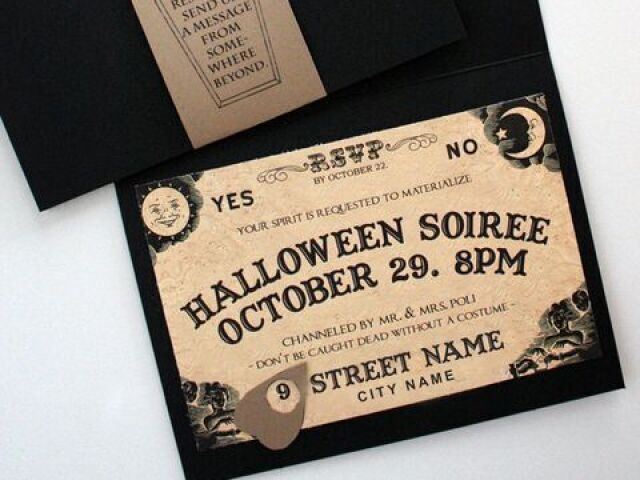 SEND
A MESSAGE
FROM
SOME-
WHERE
BEYOND.
RSVP
BY OCTOBER 22.
YES
NO
YOUR SPIRIT IS REQUESTED TO MATERIALIZE
HALLOWEEN SOIREE
OCTOBER 29. 8PM
CHANNELED BY MR. & MRS. POLI
- DON'T BE CAUGHT DEAD WITHOUT A COSTUME -
9 STREET NAME
CITY NAME